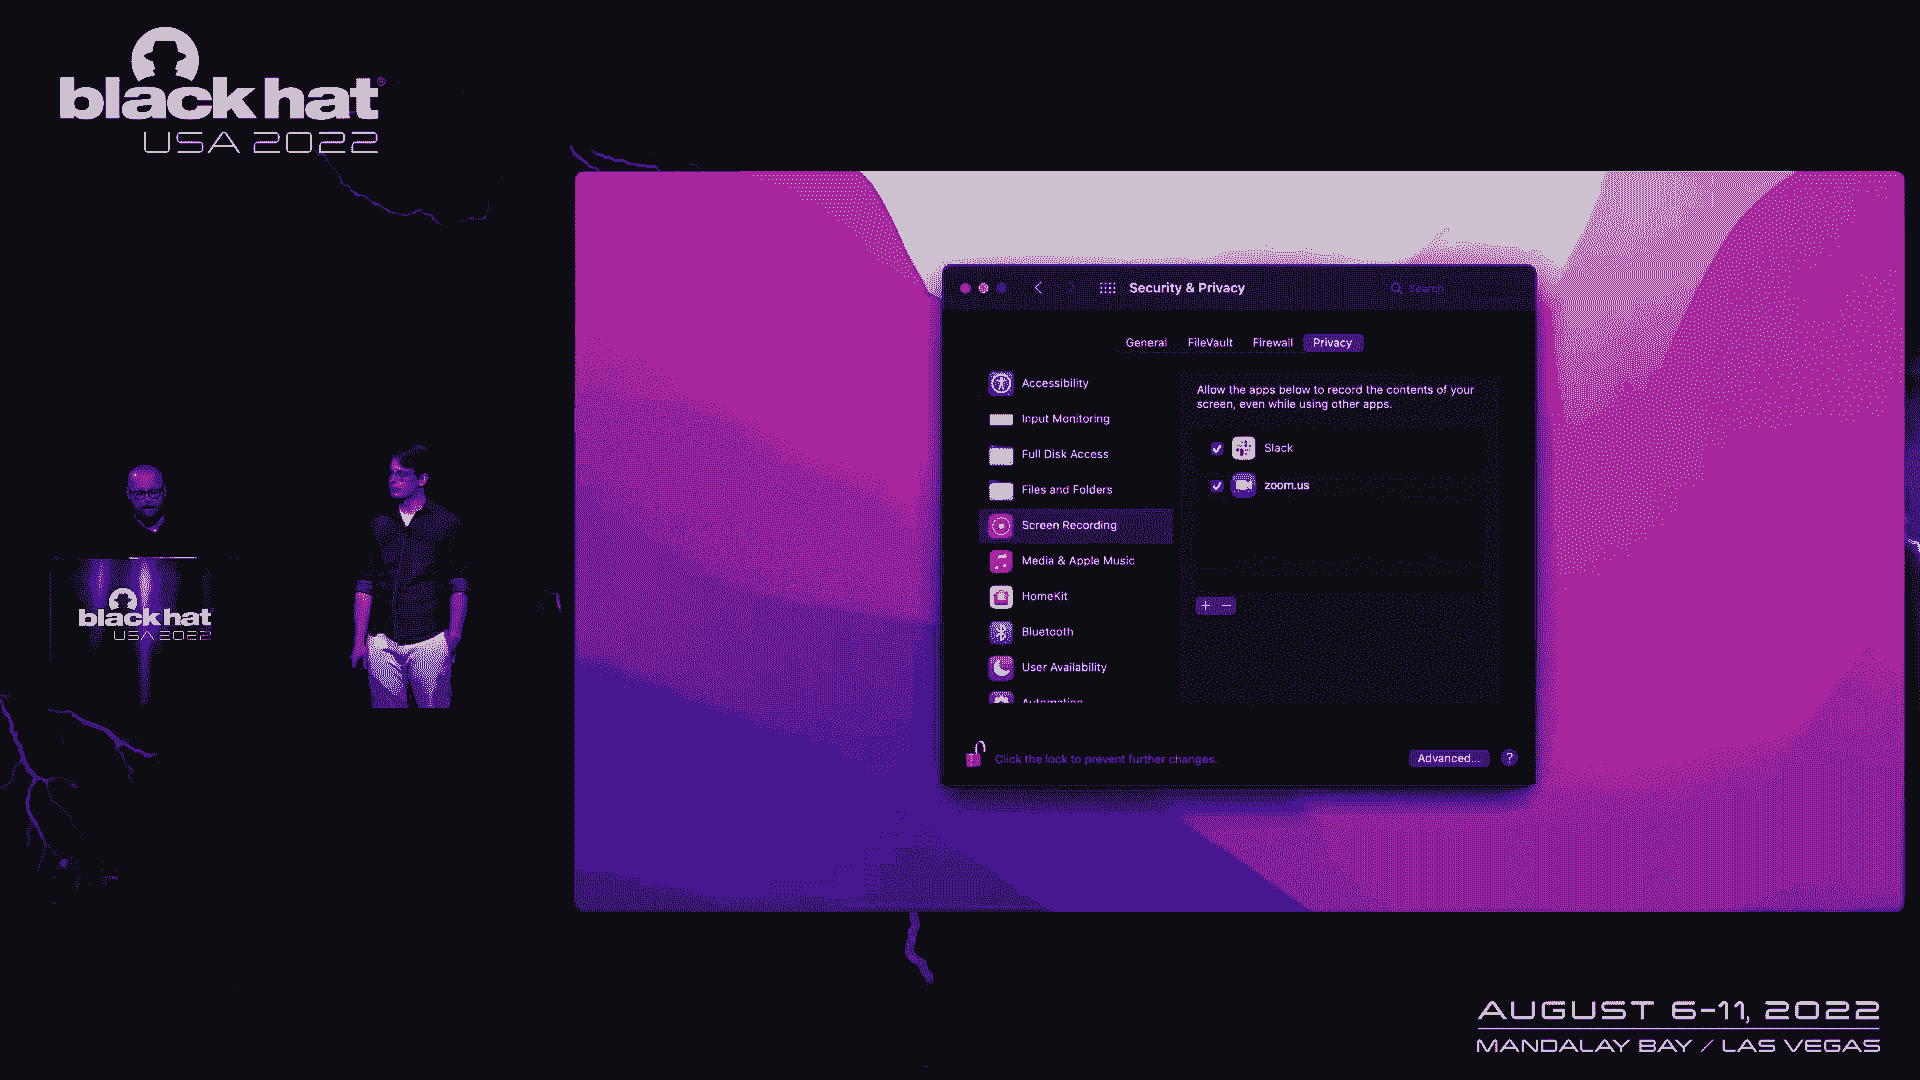 black hat®
USA 2022
black hat
USA 2022
Security & Privacy
Search
General
FileVault
Firewall
Privacy
Accessibility
Input Monitoring
Full Disk Access
Files and Folders
Screen Recording
Media & Apple Music
HomeKit
Bluetooth
User Availability
Automation
Allow the apps below to record the contents of your
screen, even while using other apps.
Slack
zoom.us
+ −
Click the lock to prevent further changes.
Advanced...
?
AUGUST 6-11, 2022
MANDALAY BAY / LAS VEGAS